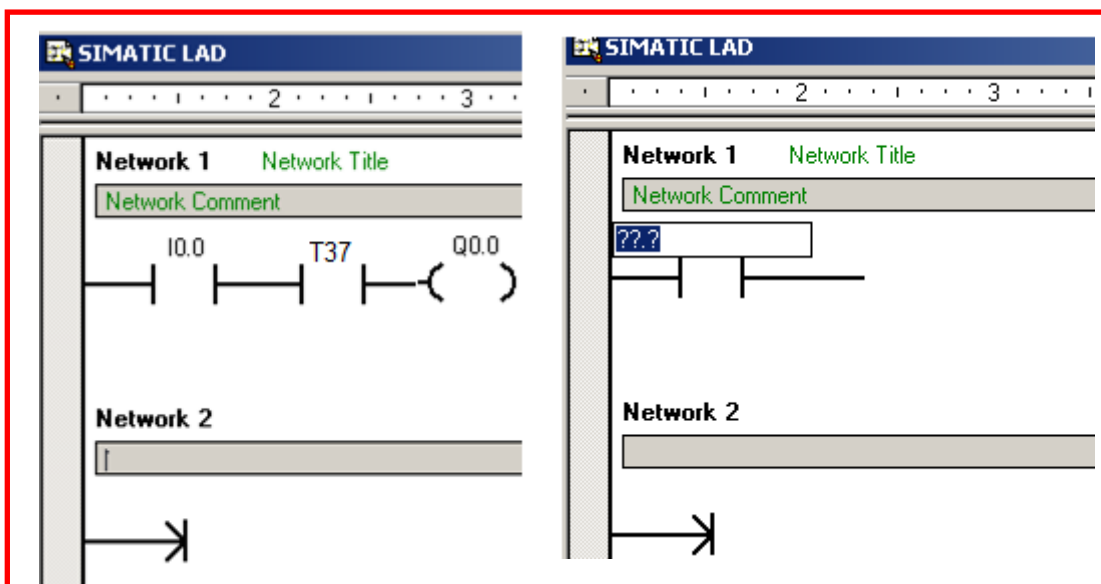 SIMATIC LAD
2 3
Network 1 Network Title
Network Comment
I0.0 T37 Q0.0
Network 2
SIMATIC LAD
2 3
Network 1 Network Title
Network Comment
??.?
Network 2